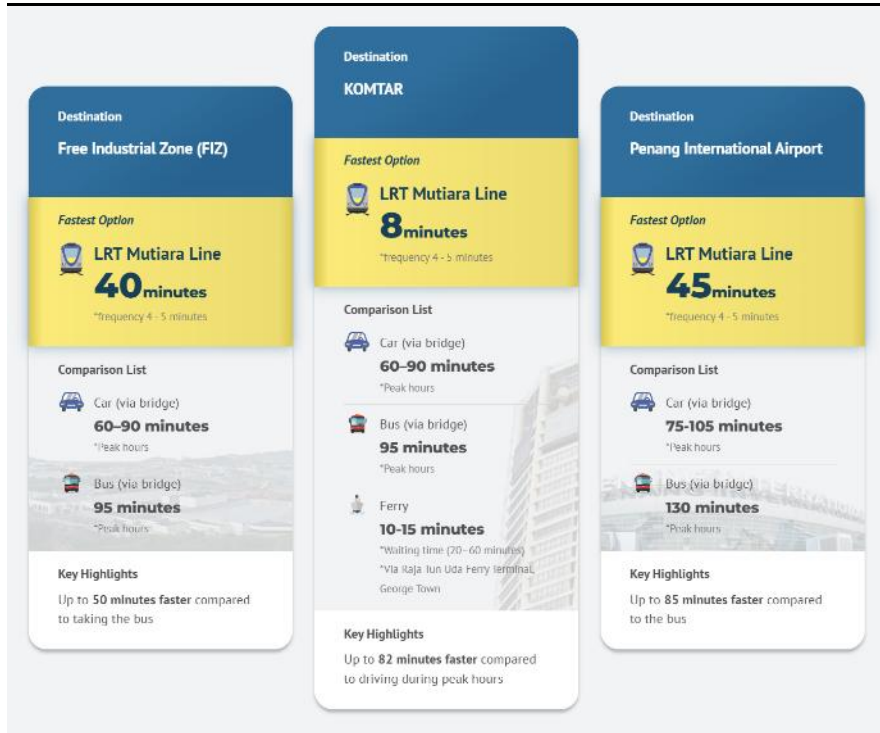 Destination
Free Industrial Zone (FIZ)
Fastest Option
LRT Mutiara Line
40 minutes
*frequency 4 - 5 minutes
Comparison List
Car (via bridge)
60–90 minutes
*Peak hours
Bus (via bridge)
95 minutes
*Peak hours
Key Highlights
Up to 50 minutes faster compared
to taking the bus
Destination
KOMTAR
Fastest Option
LRT Mutiara Line
8 minutes
*frequency 4 - 5 minutes
Comparison List
Car (via bridge)
60–90 minutes
*Peak hours
Bus (via bridge)
95 minutes
*Peak hours
Ferry
10-15 minutes
*Waiting time (20–60 minutes)
*Via Raja Tun Uda Ferry Terminal,
George Town
Key Highlights
Up to 82 minutes faster compared
to driving during peak hours
Destination
Penang International Airport
Fastest Option
LRT Mutiara Line
45 minutes
*frequency 4 - 5 minutes
Comparison List
Car (via bridge)
75-105 minutes
*Peak hours
Bus (via bridge)
130 minutes
*Peak hours
Key Highlights
Up to 85 minutes faster compared
to the bus